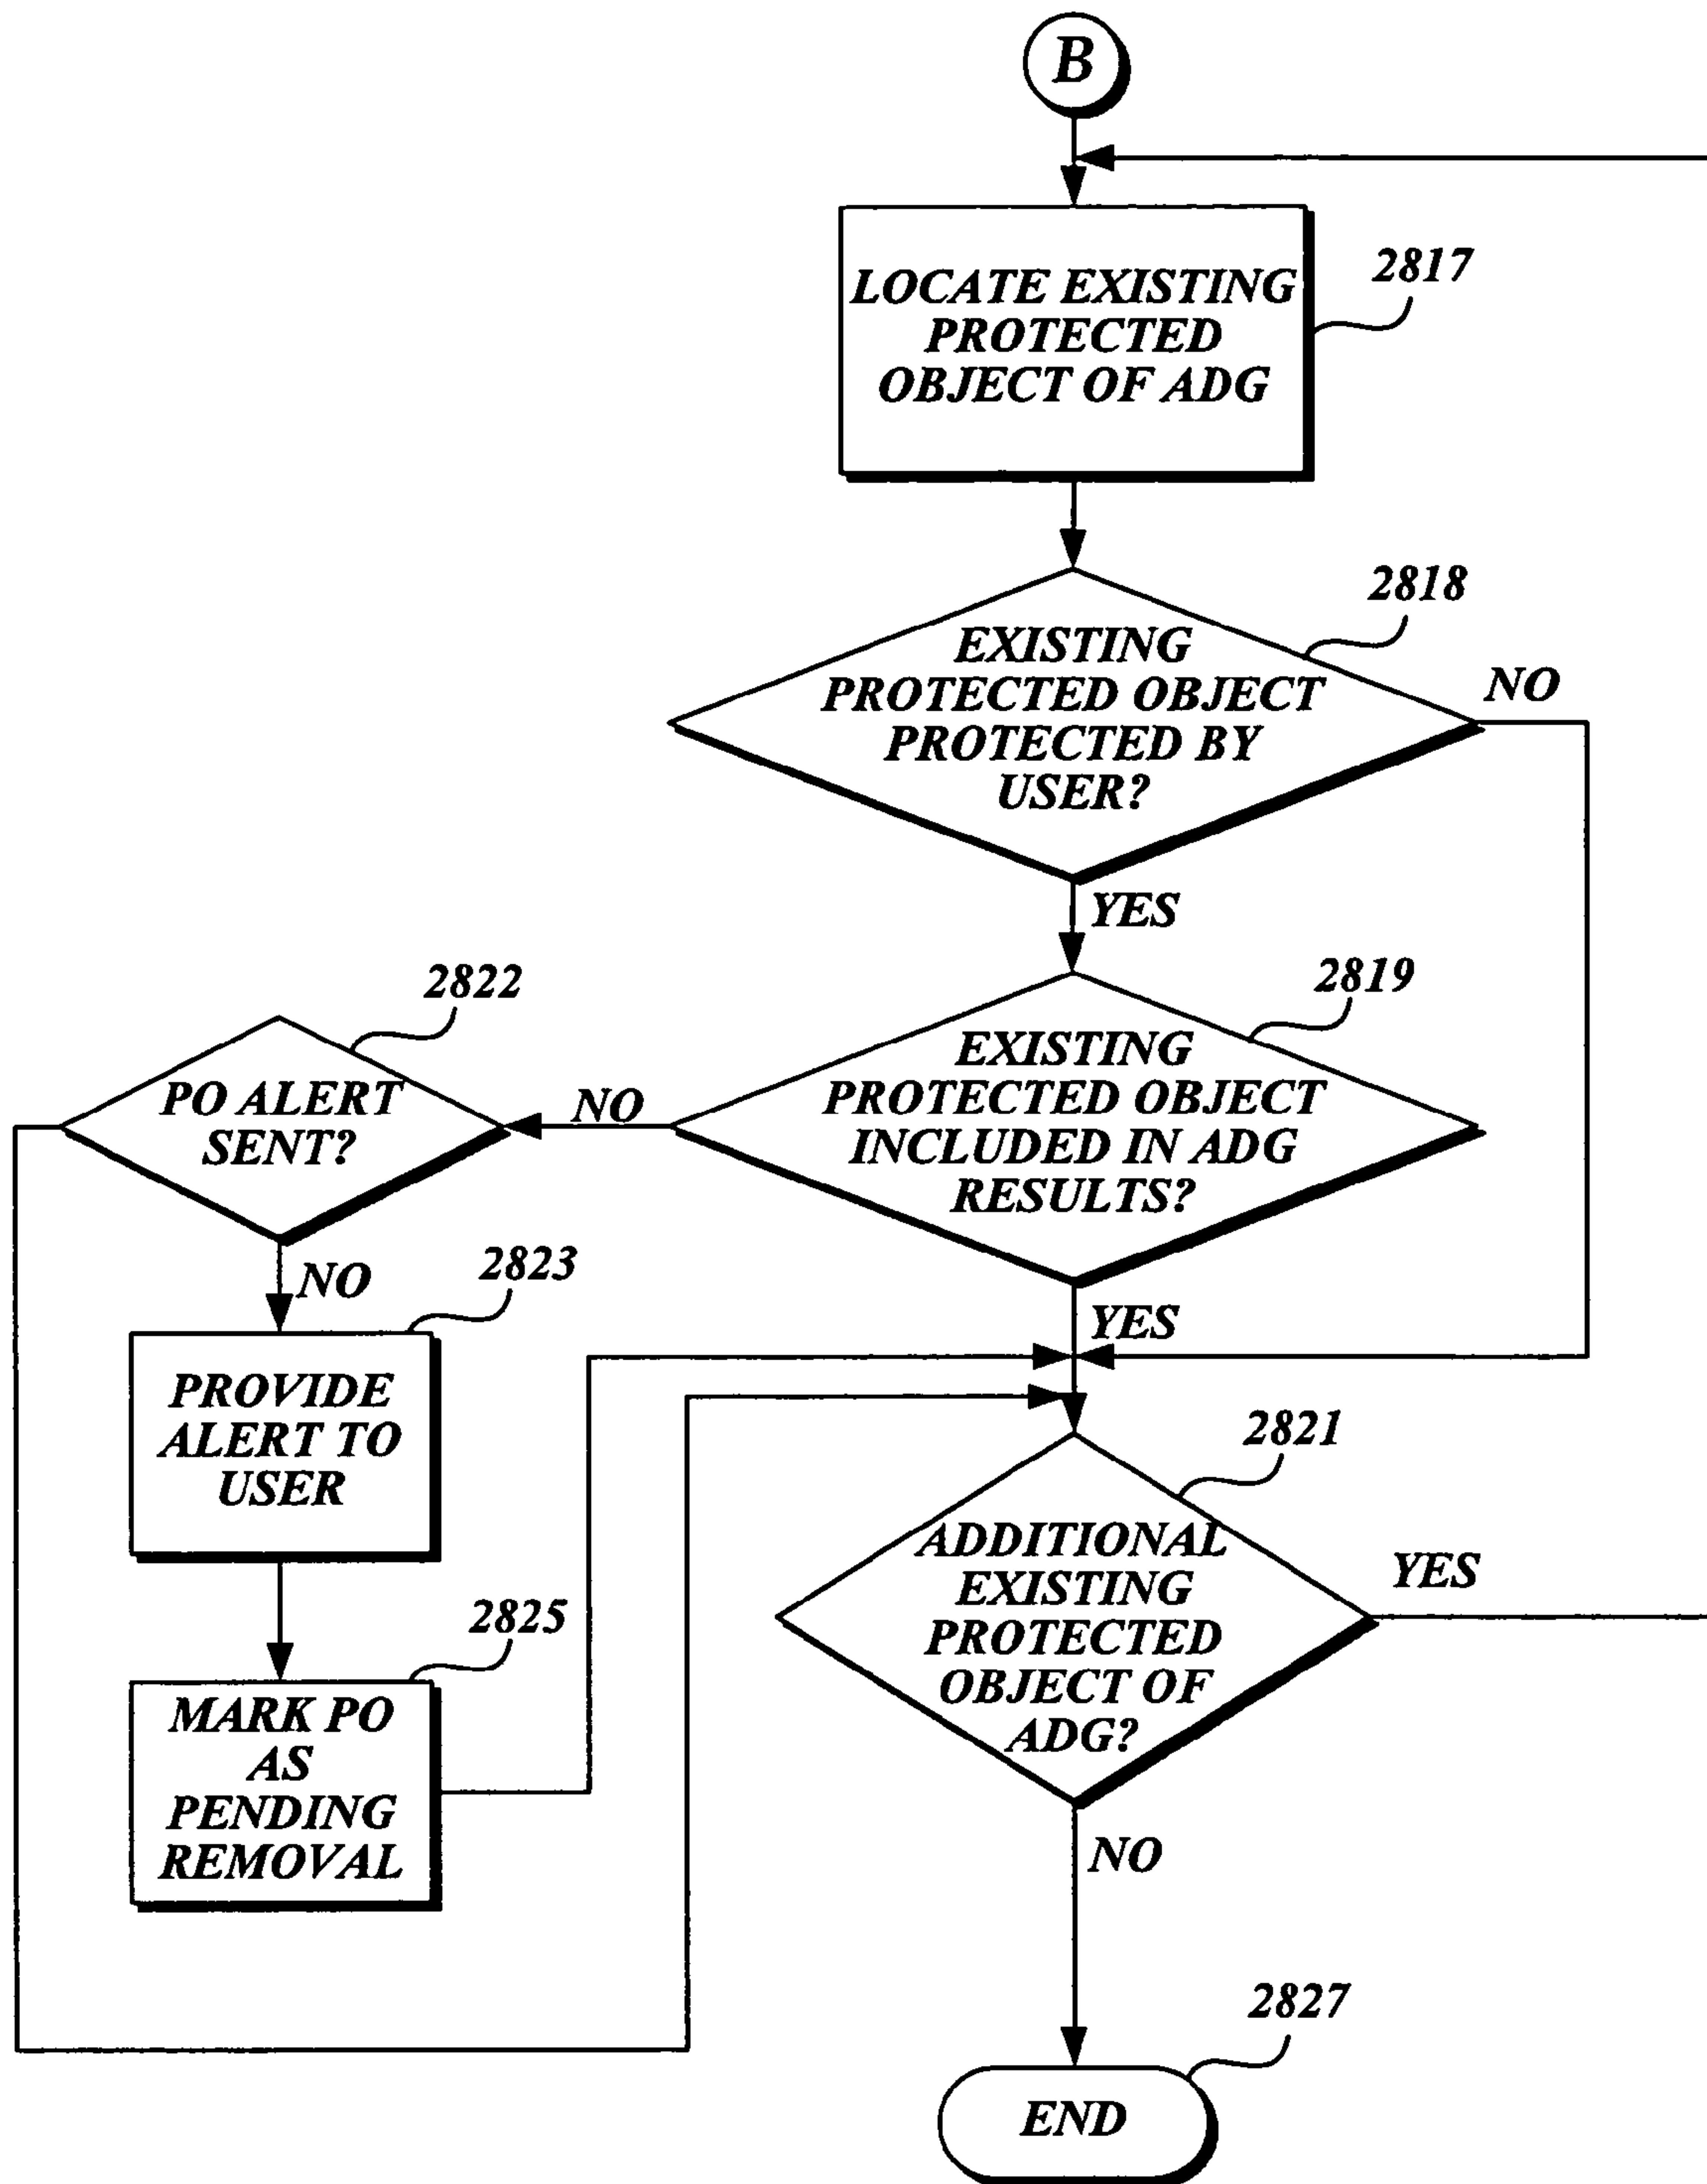 B
LOCATE EXISTING
PROTECTED
OBJECT OF ADG
2817
EXISTING
PROTECTED OBJECT
PROTECTED BY
USER?
2818
NO
YES
EXISTING
PROTECTED OBJECT
INCLUDED IN ADG
RESULTS?
2819
NO
YES
PO ALERT
SENT?
2822
NO
PROVIDE
ALERT TO
USER
2823
MARK PO
AS
PENDING
REMOVAL
2825
ADDITIONAL
EXISTING
PROTECTED
OBJECT OF
ADG?
2821
YES
NO
END
2827